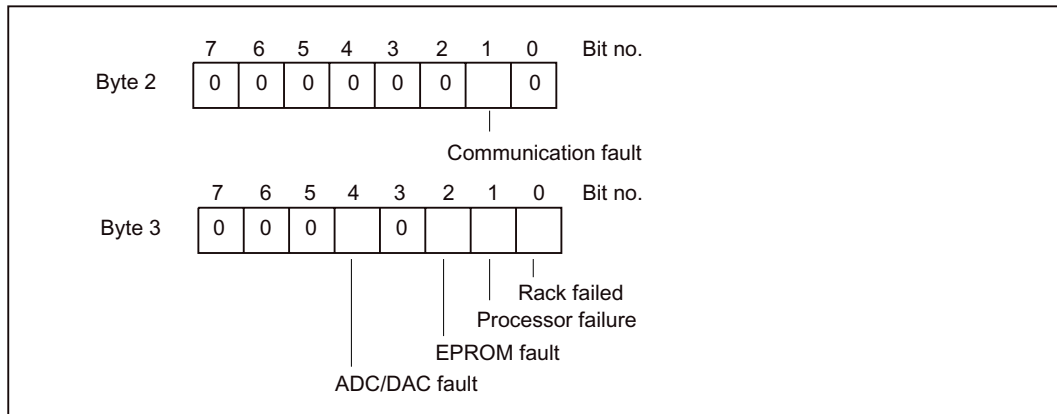 7 6 5 4 3 2 1 0 Bit no.
Byte 2 0 0 0 0 0 0 0
Communication fault
7 6 5 4 3 2 1 0 Bit no.
Byte 3 0 0 0 0
Rack failed
Processor failure
EPROM fault
ADC/DAC fault